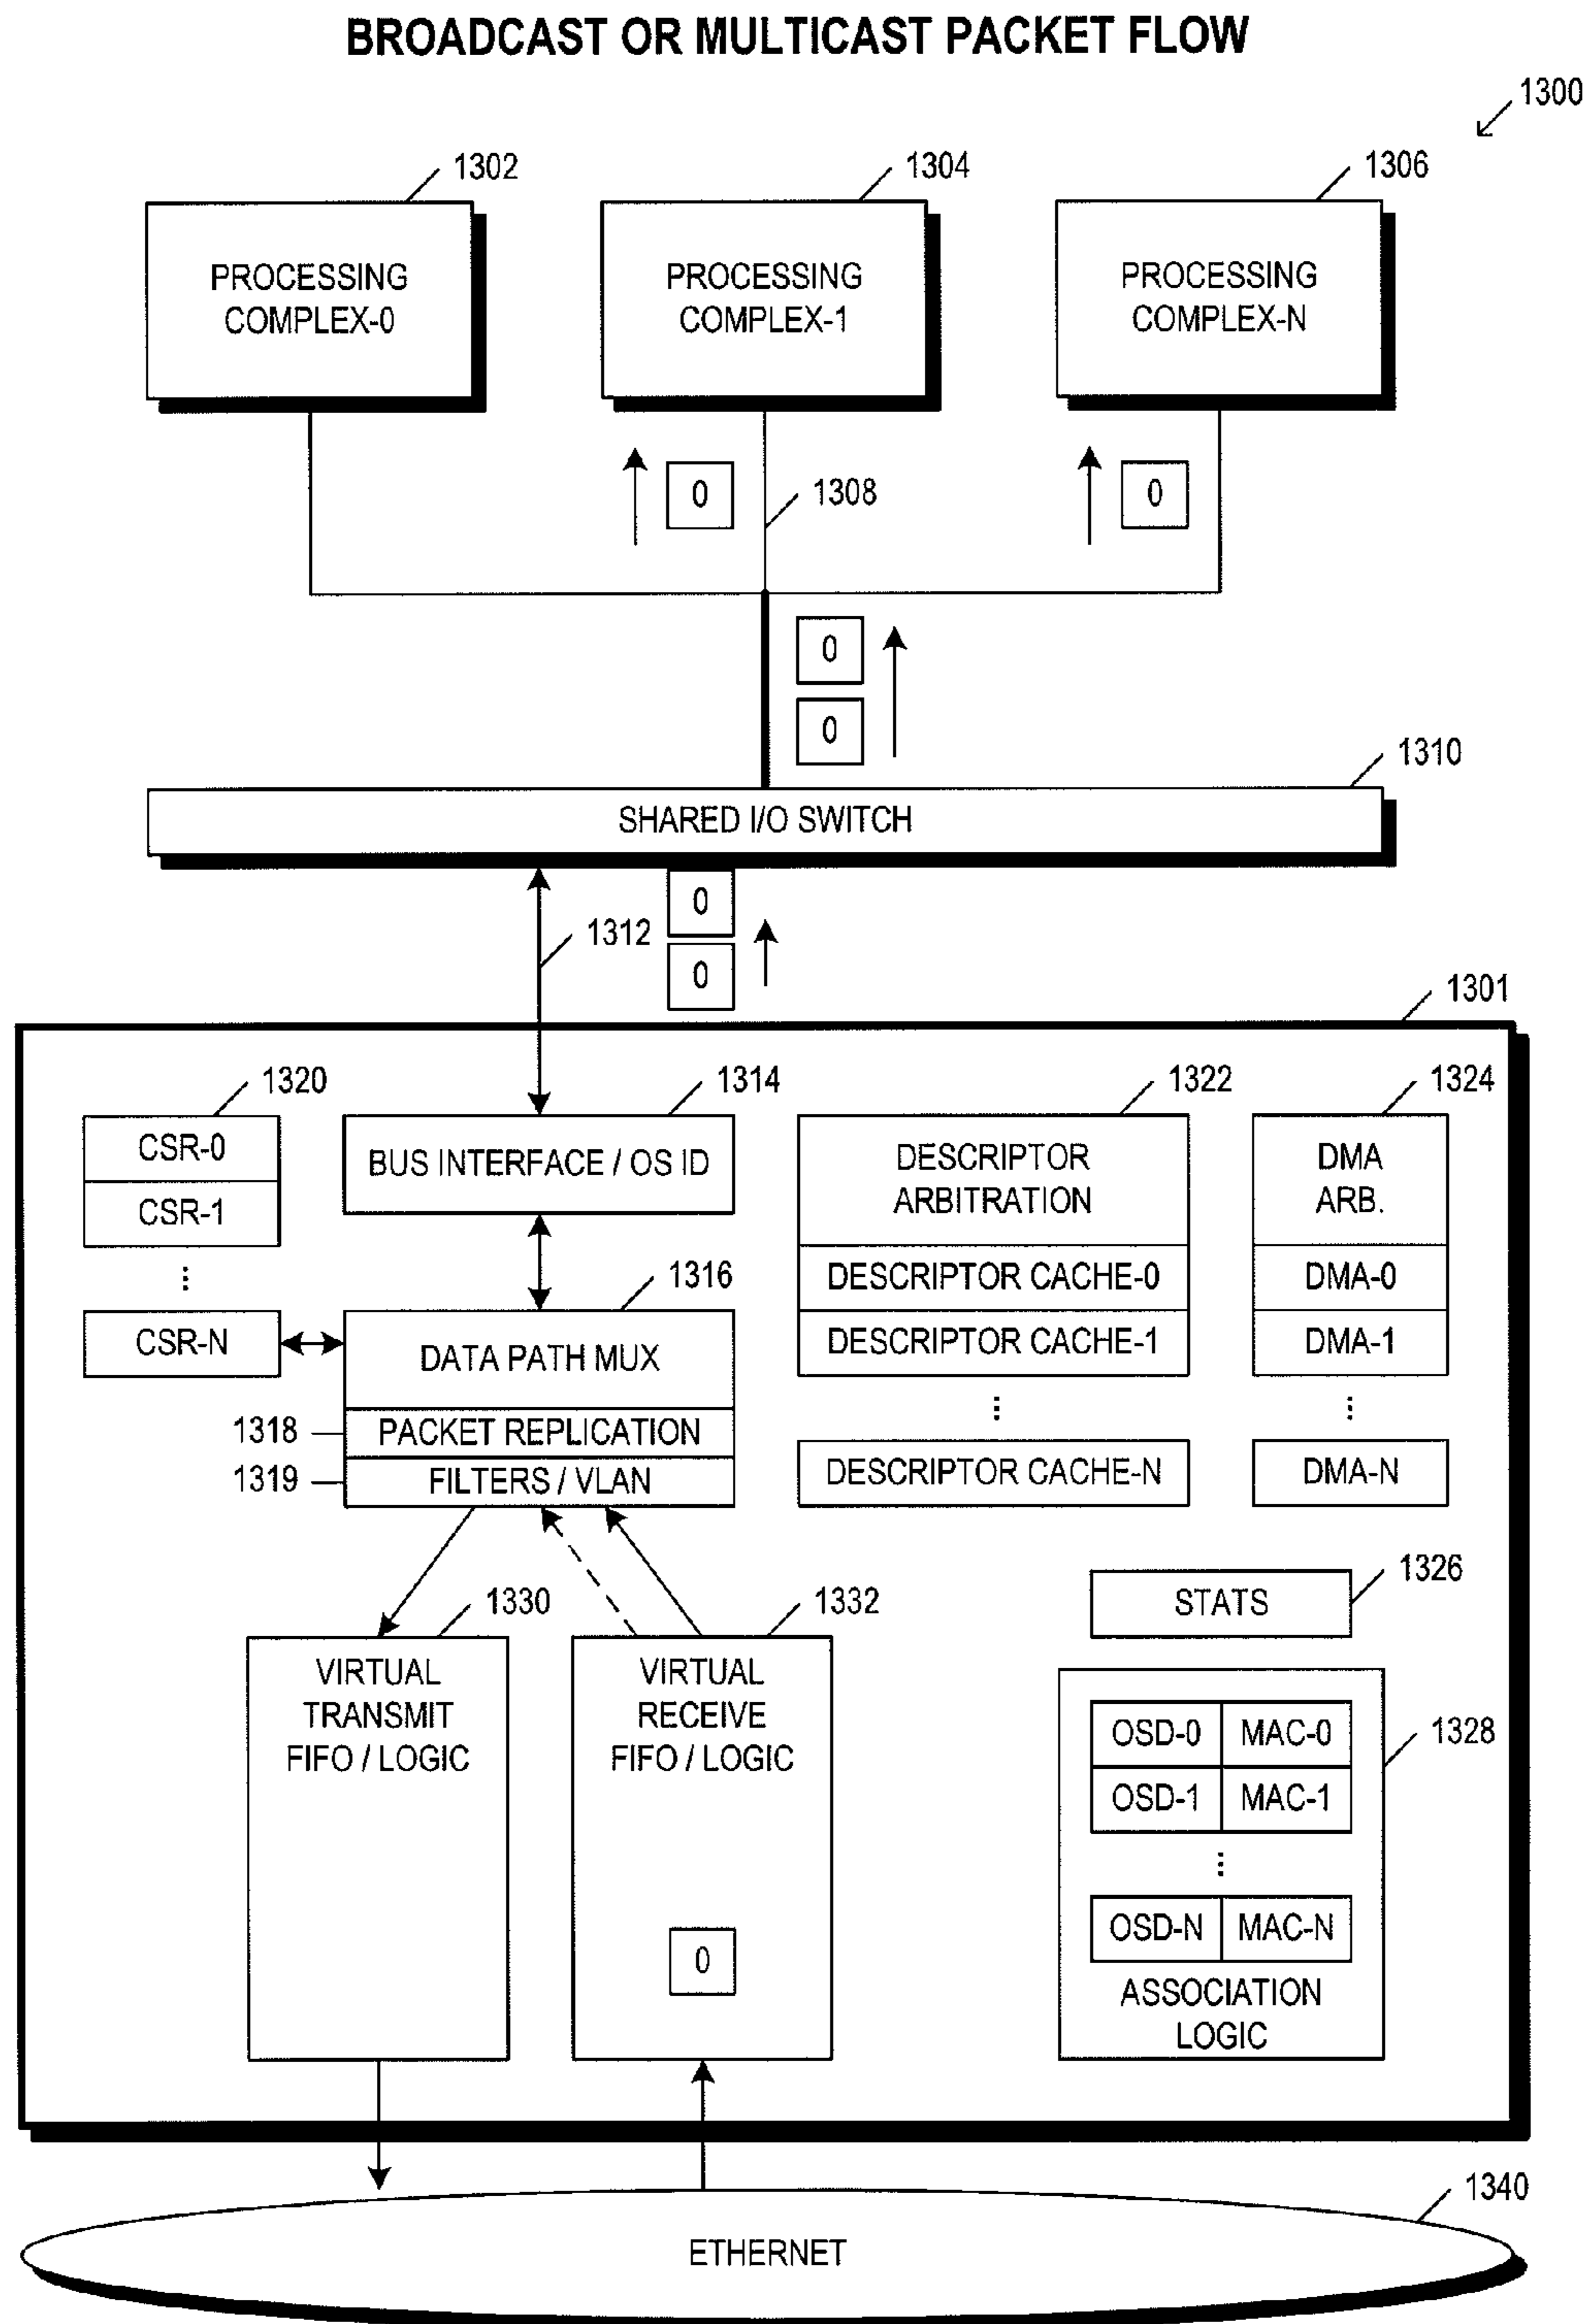 BROADCAST OR MULTICAST PACKET FLOW
1300
1302
1304
1306
PROCESSING
COMPLEX-0
PROCESSING
COMPLEX-1
PROCESSING
COMPLEX-N
0
1308
0
0
0
1310
SHARED I/O SWITCH
0
1312
0
1301
1320
1314
1322
1324
CSR-0
CSR-1
⋮
CSR-N
BUS INTERFACE / OS ID
1316
DATA PATH MUX
1318
PACKET REPLICATION
1319
FILTERS / VLAN
DESCRIPTOR
ARBITRATION
DESCRIPTOR CACHE-0
DESCRIPTOR CACHE-1
⋮
DESCRIPTOR CACHE-N
DMA
ARB.
DMA-0
DMA-1
⋮
DMA-N
1326
STATS
1330
VIRTUAL
TRANSMIT
FIFO / LOGIC
1332
VIRTUAL
RECEIVE
FIFO / LOGIC
0
1328
OSD-0 MAC-0
OSD-1 MAC-1
⋮
OSD-N MAC-N
ASSOCIATION
LOGIC
1340
ETHERNET